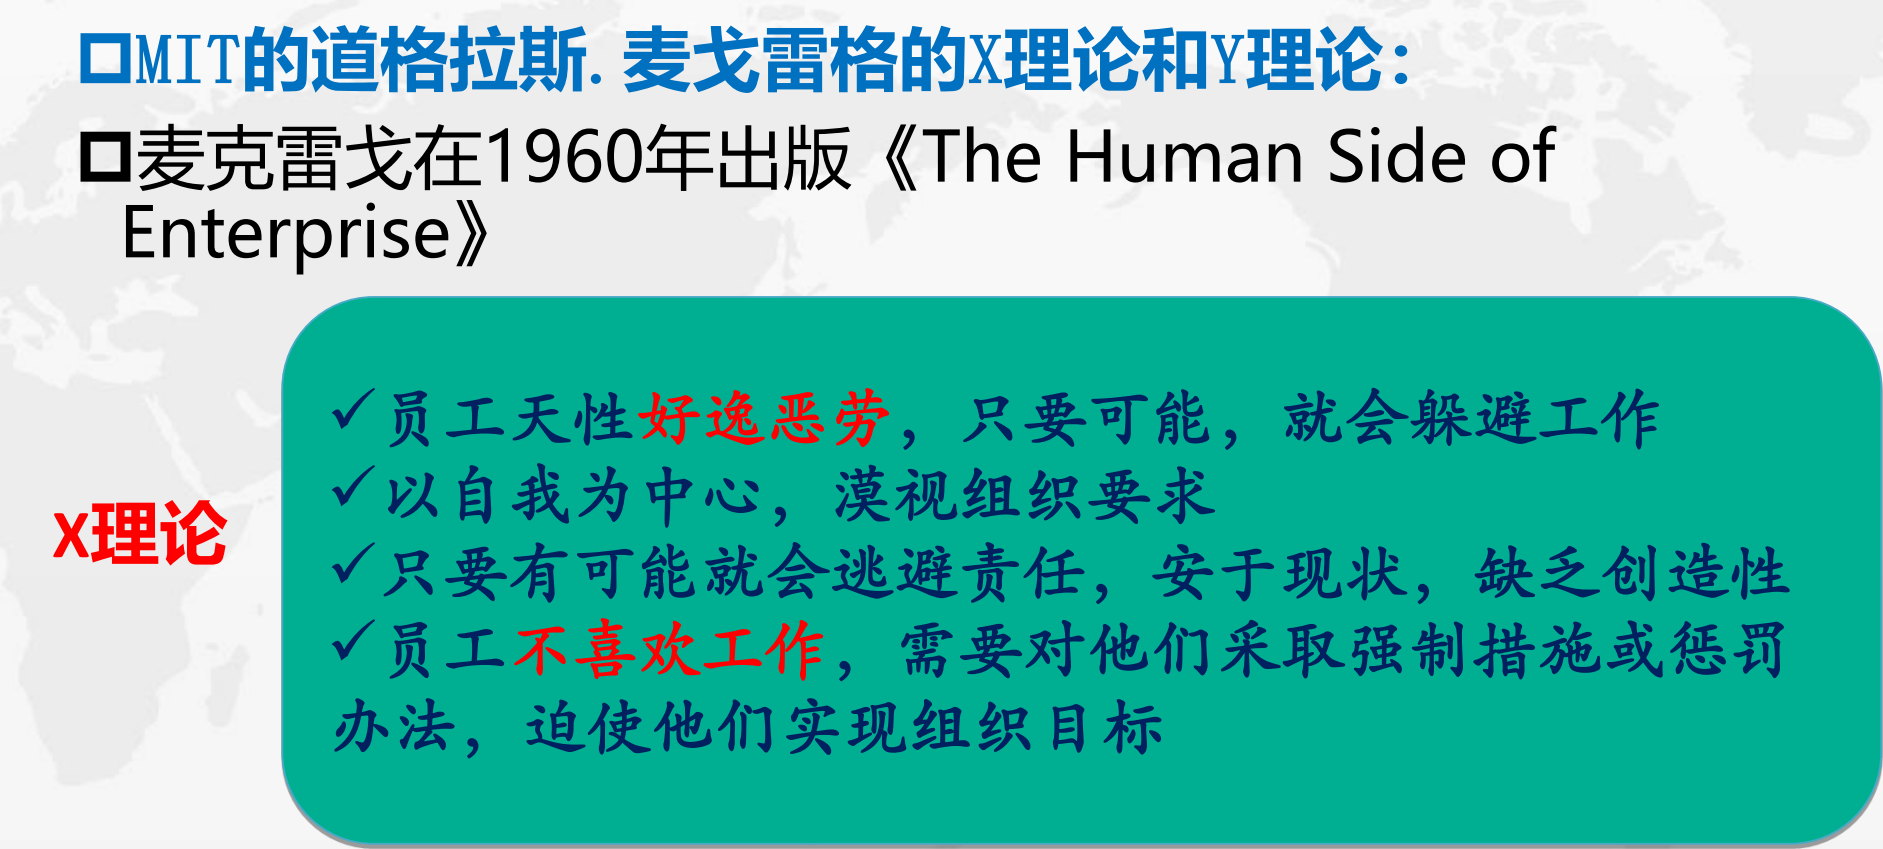 MIT的道格拉斯.麦戈雷格的X理论和Y理论：
麦克雷戈在1960年出版《The Human Side of
Enterprise》
X理论
✓员工天性好逸恶劳，只要可能，就会躲避工作
✓以自我为中心，漠视组织要求
✓只要有可能就会逃避责任，安于现状，缺乏创造性
✓员工不喜欢工作，需要对他们采取强制措施或惩罚
办法，迫使他们实现组织目标